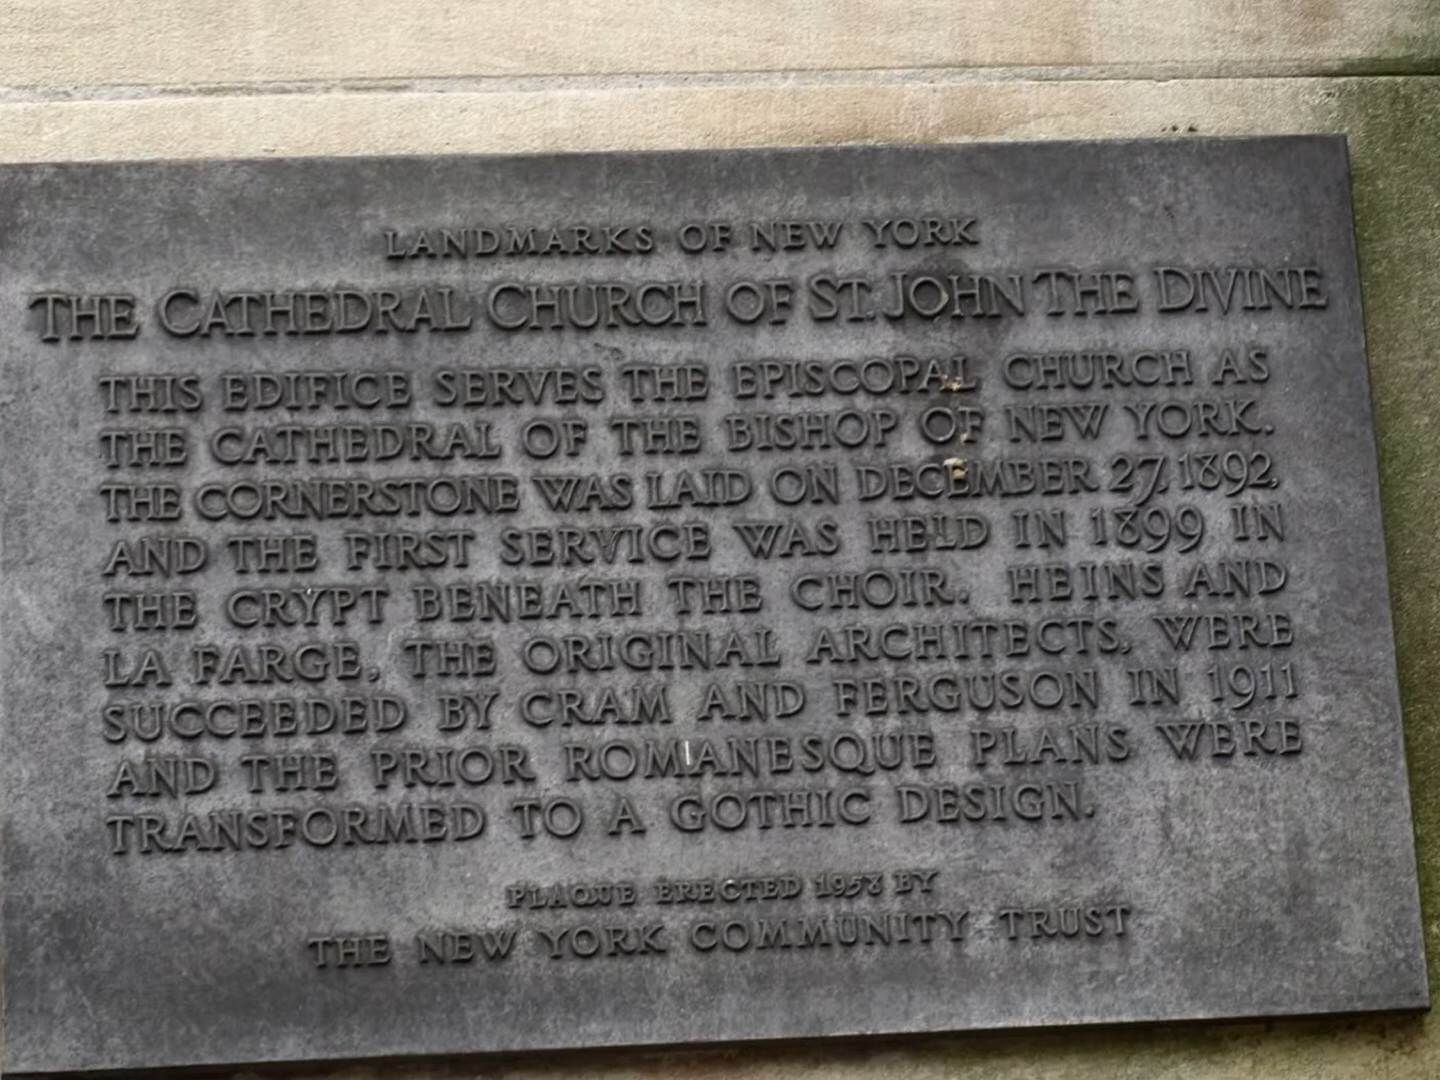 LANDMARKS OF NEW YORK
THE CATHEDRAL CHURCH OF ST. JOHN THE DIVINE
THIS EDIFICE SERVES THE EPISCOPAL CHURCH AS
THE CATHEDRAL OF THE BISHOP OF NEW YORK.
THE CORNERSTONE WAS LAID ON DECEMBER 27, 1892,
AND THE FIRST SERVICE WAS HELD IN 1899 IN
THE CRYPT BENEATH THE CHOIR. HEINS AND
LA FARGE, THE ORIGINAL ARCHITECTS, WERE
SUCCEEDED BY CRAM AND FERGUSON IN 1911
AND THE PRIOR ROMANESQUE PLANS WERE
TRANSFORMED TO A GOTHIC DESIGN.
PLAQUE ERECTED 1958 BY
THE NEW YORK COMMUNITY TRUST